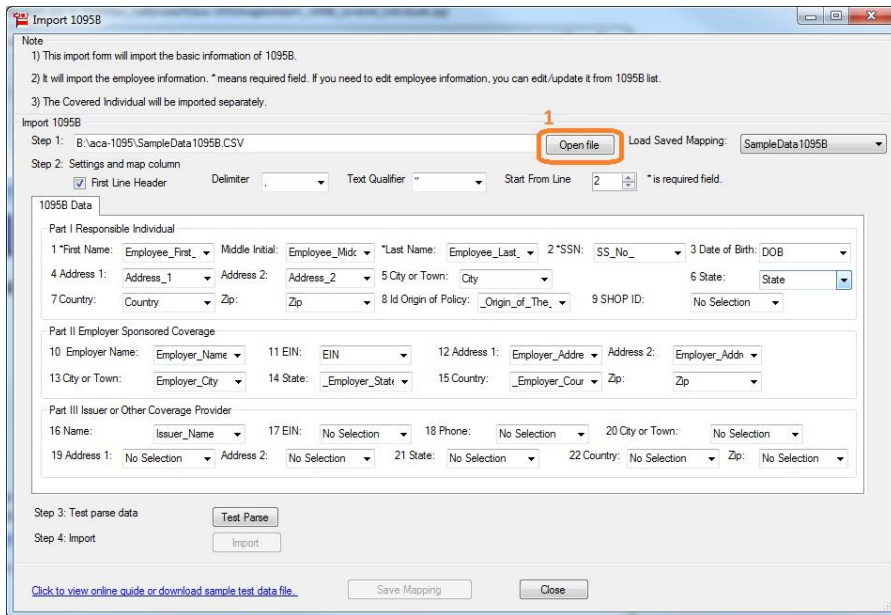 Import 1095B
Note
1) This import form will import the basic information of 1095B.
2) It will import the employee information. * means required field. If you need to edit employee information, you can edit/update it from 1095B list.
3) The Covered Individual will be imported separately.
Import 1095B
1
Step 1: B:\aca-1095\SampleData1095B.CSV Open file Load Saved Mapping: SampleData1095B
Step 2: Settings and map column
First Line Header Delimiter , Text Qualifier " Start From Line 2 * is required field.
1095B Data
Part I Responsible Individual
1 *First Name: Employee_First_ Middle Initial: Employee_Midc *Last Name: Employee_Last_ 2 *SSN: SS_No_ 3 Date of Birth: DOB
4 Address 1: Address_1 Address 2: Address_2 5 City or Town: City 6 State: State
7 Country: Country Zip: Zip 8 Id Origin of Policy: _Origin_of_The_ 9 SHOP ID: No Selection
Part II Employer Sponsored Coverage
10 Employer Name: Employer_Name 11 EIN: EIN 12 Address 1: Employer_Addre Address 2: Employer_Addr
13 City or Town: Employer_City 14 State: _Employer_State 15 Country: _Employer_Cour Zip: Zip
Part III Issuer or Other Coverage Provider
16 Name: Issuer_Name 17 EIN: No Selection 18 Phone: No Selection 20 City or Town: No Selection
19 Address 1: No Selection Address 2: No Selection 21 State: No Selection 22 Country: No Selection Zip: No Selection
Step 3: Test parse data Test Parse
Step 4: Import Import
Click to view online guide or download sample test data file. Save Mapping Close